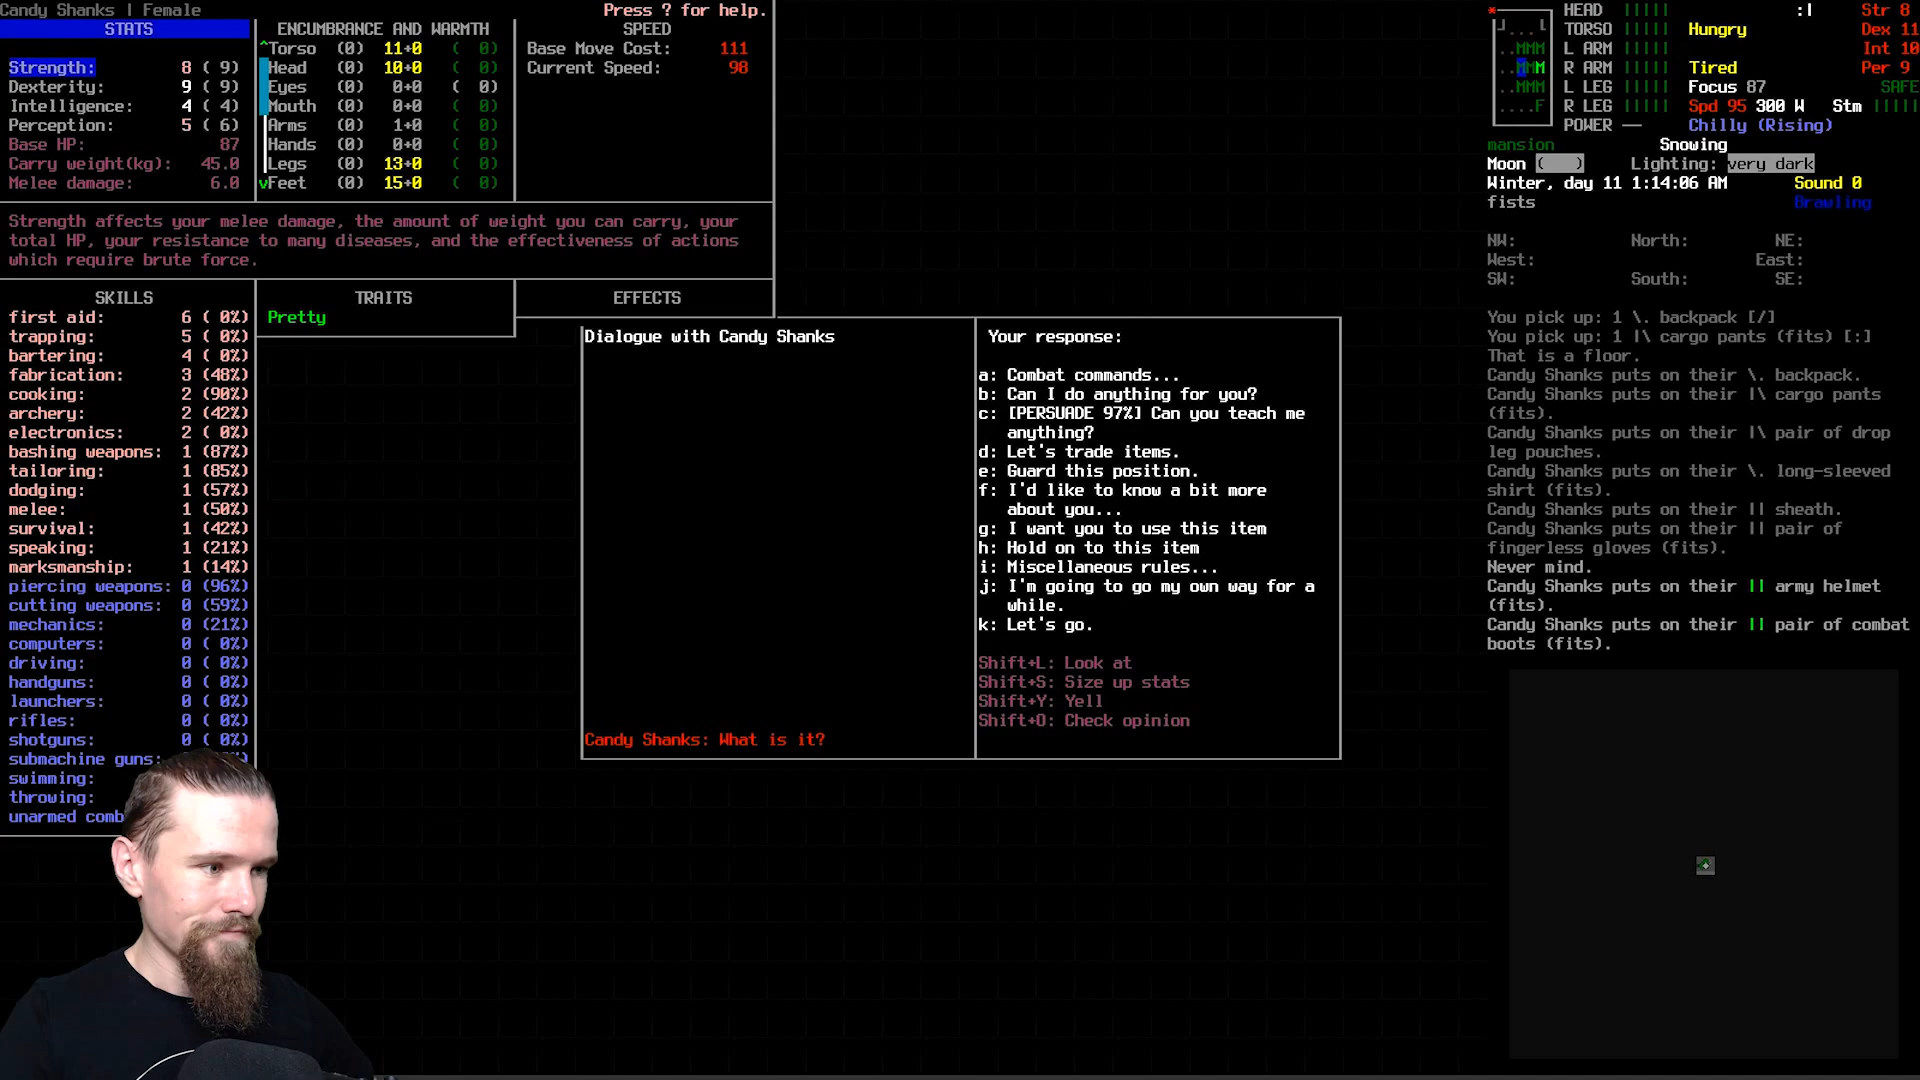 Candy Shanks | Female
Press ? for help.
STATS
Strength: 8 ( 9)
Dexterity: 9 ( 9)
Intelligence: 4 ( 4)
Perception: 5 ( 6)
Base HP: 87
Carry weight(kg): 45.0
Melee damage: 6.0
ENCUMBRANCE AND WARMTH
^Torso (0) 11+0 ( 0)
Head (0) 10+0 ( 0)
Eyes (0) 0+0 ( 0)
Mouth (0) 0+0 ( 0)
Arms (0) 1+0 ( 0)
Hands (0) 0+0 ( 0)
Legs (0) 13+0 ( 0)
vFeet (0) 15+0 ( 0)
SPEED
Base Move Cost: 111
Current Speed: 98
Strength affects your melee damage, the amount of weight you can carry, your
total HP, your resistance to many diseases, and the effectiveness of actions
which require brute force.
SKILLS
first aid: 6 ( 0%)
trapping: 5 ( 0%)
bartering: 4 ( 0%)
fabrication: 3 (48%)
cooking: 2 (90%)
archery: 2 (42%)
electronics: 2 ( 0%)
bashing weapons: 1 (87%)
tailoring: 1 (85%)
dodging: 1 (57%)
melee: 1 (50%)
survival: 1 (42%)
speaking: 1 (21%)
marksmanship: 1 (14%)
piercing weapons: 0 (96%)
cutting weapons: 0 (59%)
mechanics: 0 (21%)
computers: 0 ( 0%)
driving: 0 ( 0%)
handguns: 0 ( 0%)
launchers: 0 ( 0%)
rifles: 0 ( 0%)
shotguns: 0 ( 0%)
submachine guns:
swimming:
throwing:
unarmed comb
TRAITS
Pretty
EFFECTS
Dialogue with Candy Shanks
Candy Shanks: What is it?
Your response:
a: Combat commands...
b: Can I do anything for you?
c: [PERSUADE 97%] Can you teach me
anything?
d: Let's trade items.
e: Guard this position.
f: I'd like to know a bit more
about you...
g: I want you to use this item
h: Hold on to this item
i: Miscellaneous rules...
j: I'm going to go my own way for a
while.
k: Let's go.
Shift+L: Look at
Shift+S: Size up stats
Shift+Y: Yell
Shift+O: Check opinion
HEAD ||||| :| Str 8
TORSO ||||| Hungry Dex 11
L ARM ||||| Int 10
R ARM ||||| Tired Per 9
L LEG ||||| Focus 87 SAFE
R LEG ||||| Spd 95 300 W Stm |||||
POWER — Chilly (Rising)
mansion Snowing
Moon ( ) Lighting: very dark
Winter, day 11 1:14:06 AM Sound 0
fists Brawling
NW: North: NE:
West: East:
SW: South: SE:
You pick up: 1 \. backpack [/]
You pick up: 1 |\ cargo pants (fits) [:]
That is a floor.
Candy Shanks puts on their \. backpack.
Candy Shanks puts on their |\ cargo pants
(fits).
Candy Shanks puts on their |\ pair of drop
leg pouches.
Candy Shanks puts on their \. long-sleeved
shirt (fits).
Candy Shanks puts on their || sheath.
Candy Shanks puts on their || pair of
fingerless gloves (fits).
Never mind.
Candy Shanks puts on their || army helmet
(fits).
Candy Shanks puts on their || pair of combat
boots (fits).